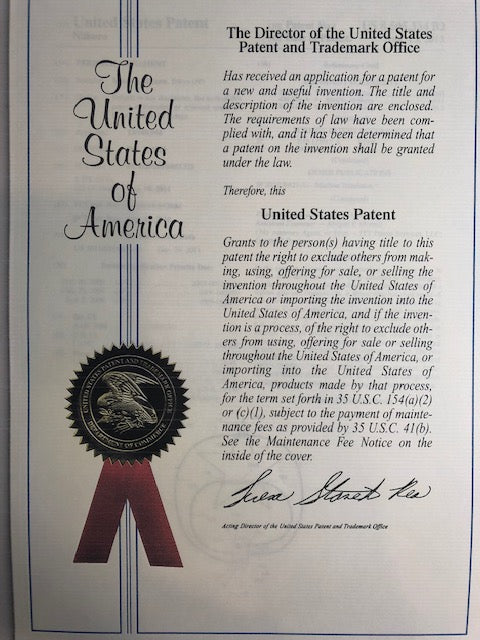 The
United
States
of
America
The Director of the United States
Patent and Trademark Office
Has received an application for a patent for
a new and useful invention. The title and
description of the invention are enclosed.
The requirements of law have been com-
plied with, and it has been determined that
a patent on the invention shall be granted
under the law.
Therefore, this
United States Patent
Grants to the person(s) having title to this
patent the right to exclude others from mak-
ing, using, offering for sale, or selling the
invention throughout the United States of
America or importing the invention into the
United States of America, and if the inven-
tion is a process, of the right to exclude oth-
ers from using, offering for sale or selling
throughout the United States of America, or
importing into the United States of
America, products made by that process,
for the term set forth in 35 U.S.C. 154(a)(2)
or (c)(1), subject to the payment of mainte-
nance fees as provided by 35 U.S.C. 41(b).
See the Maintenance Fee Notice on the
inside of the cover.
UNITED STATES PATENT AND TRADEMARK OFFICE
DEPARTMENT OF COMMERCE
Acting Director of the United States Patent and Trademark Office